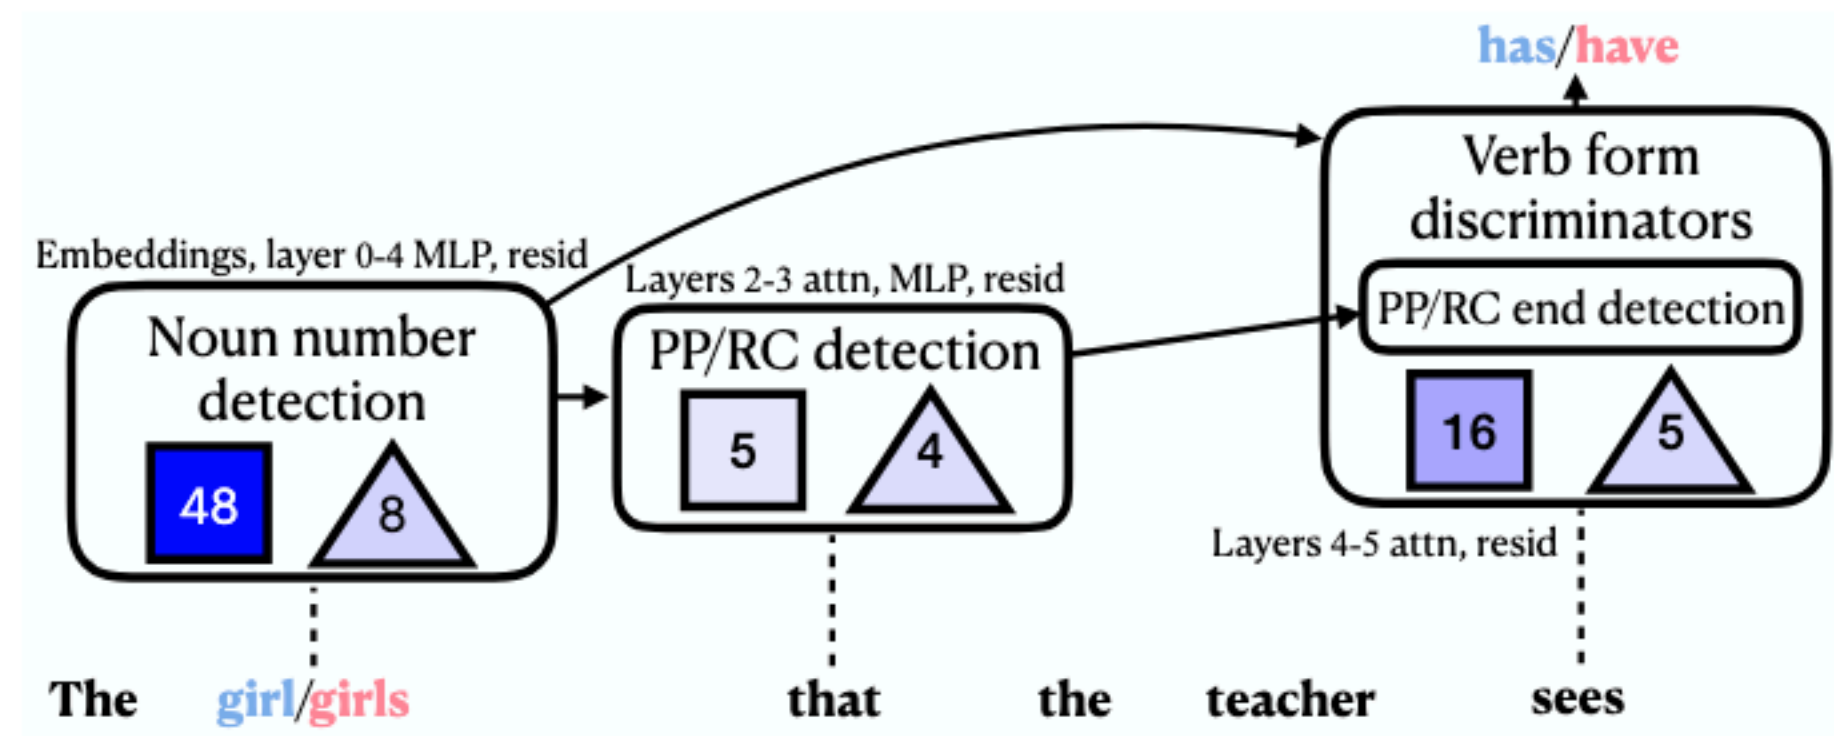 has/have
Verb form
discriminators
PP/RC end detection
16 5
Layers 4-5 attn, resid
Embeddings, layer 0-4 MLP, resid
Noun number
detection
48 8
Layers 2-3 attn, MLP, resid
PP/RC detection
5 4
The girl/girls that the teacher sees